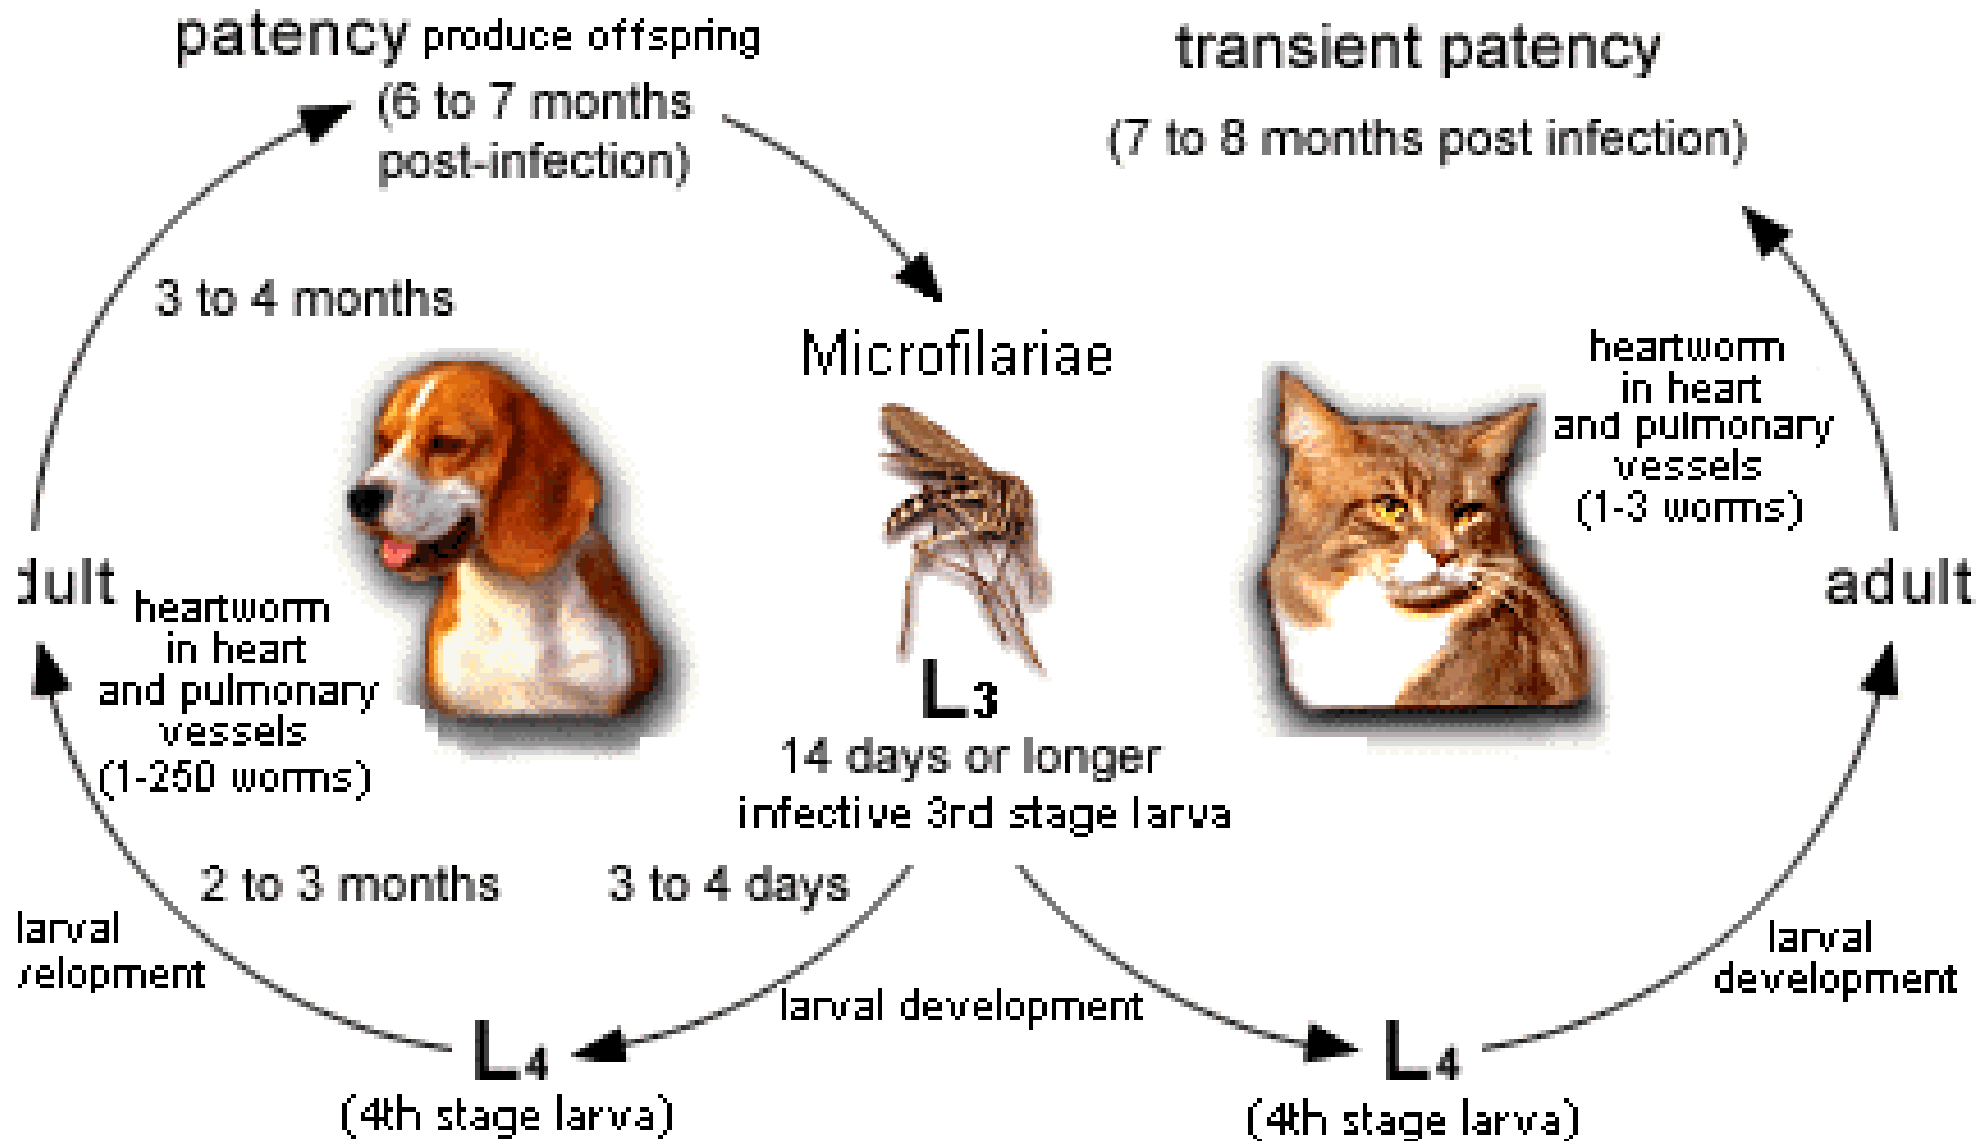 patency produce offspring
(6 to 7 months
post-infection)
transient patency
(7 to 8 months post infection)
3 to 4 months
Microfilariae
heartworm
in heart
and pulmonary
vessels
(1-3 worms)
dult
heartworm
in heart
and pulmonary
vessels
(1-250 worms)
adult
L3
14 days or longer
infective 3rd stage larva
2 to 3 months
3 to 4 days
larval
velopment
larval development
larval
development
L4
(4th stage larva)
L4
(4th stage larva)